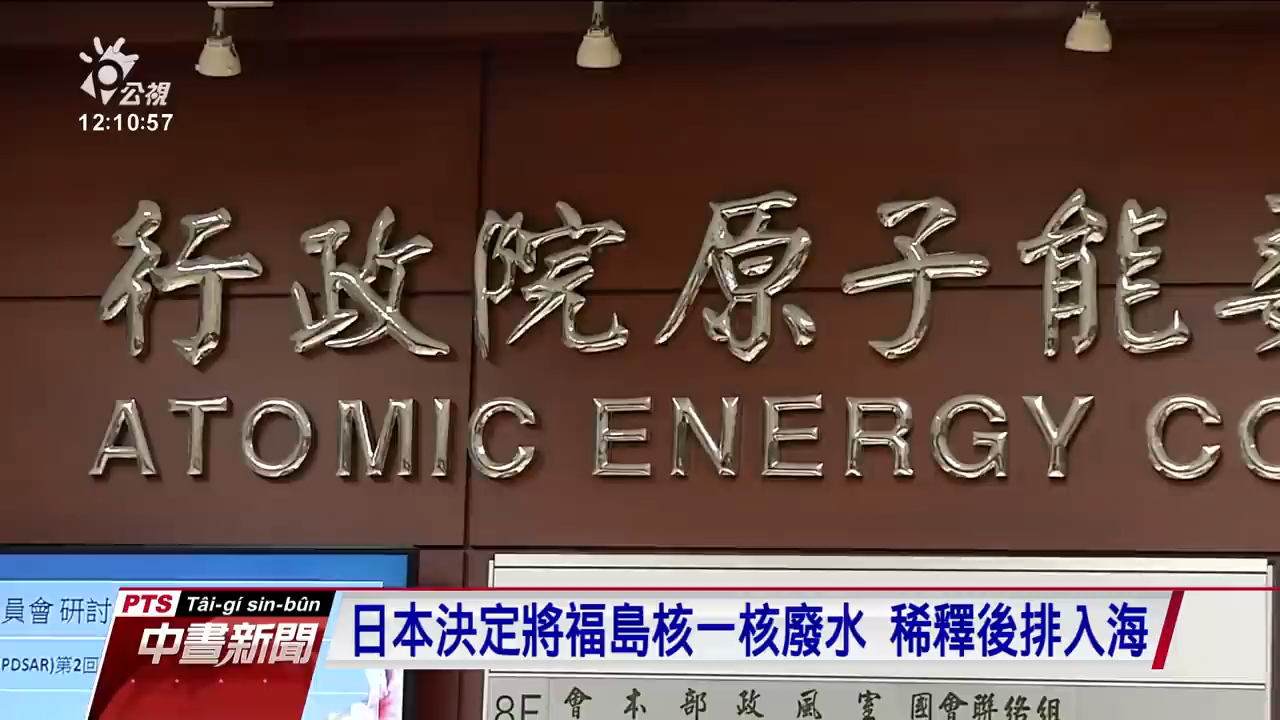 公視
12:10:57
行政院原子能委
ATOMIC ENERGY CO
員會 研討
PDSAR)第2回
PTS Tâi-gí sin-bûn
中晝新聞
日本決定將福島核一核廢水 稀釋後排入海
8F 會本部政風室 國會聯絡組